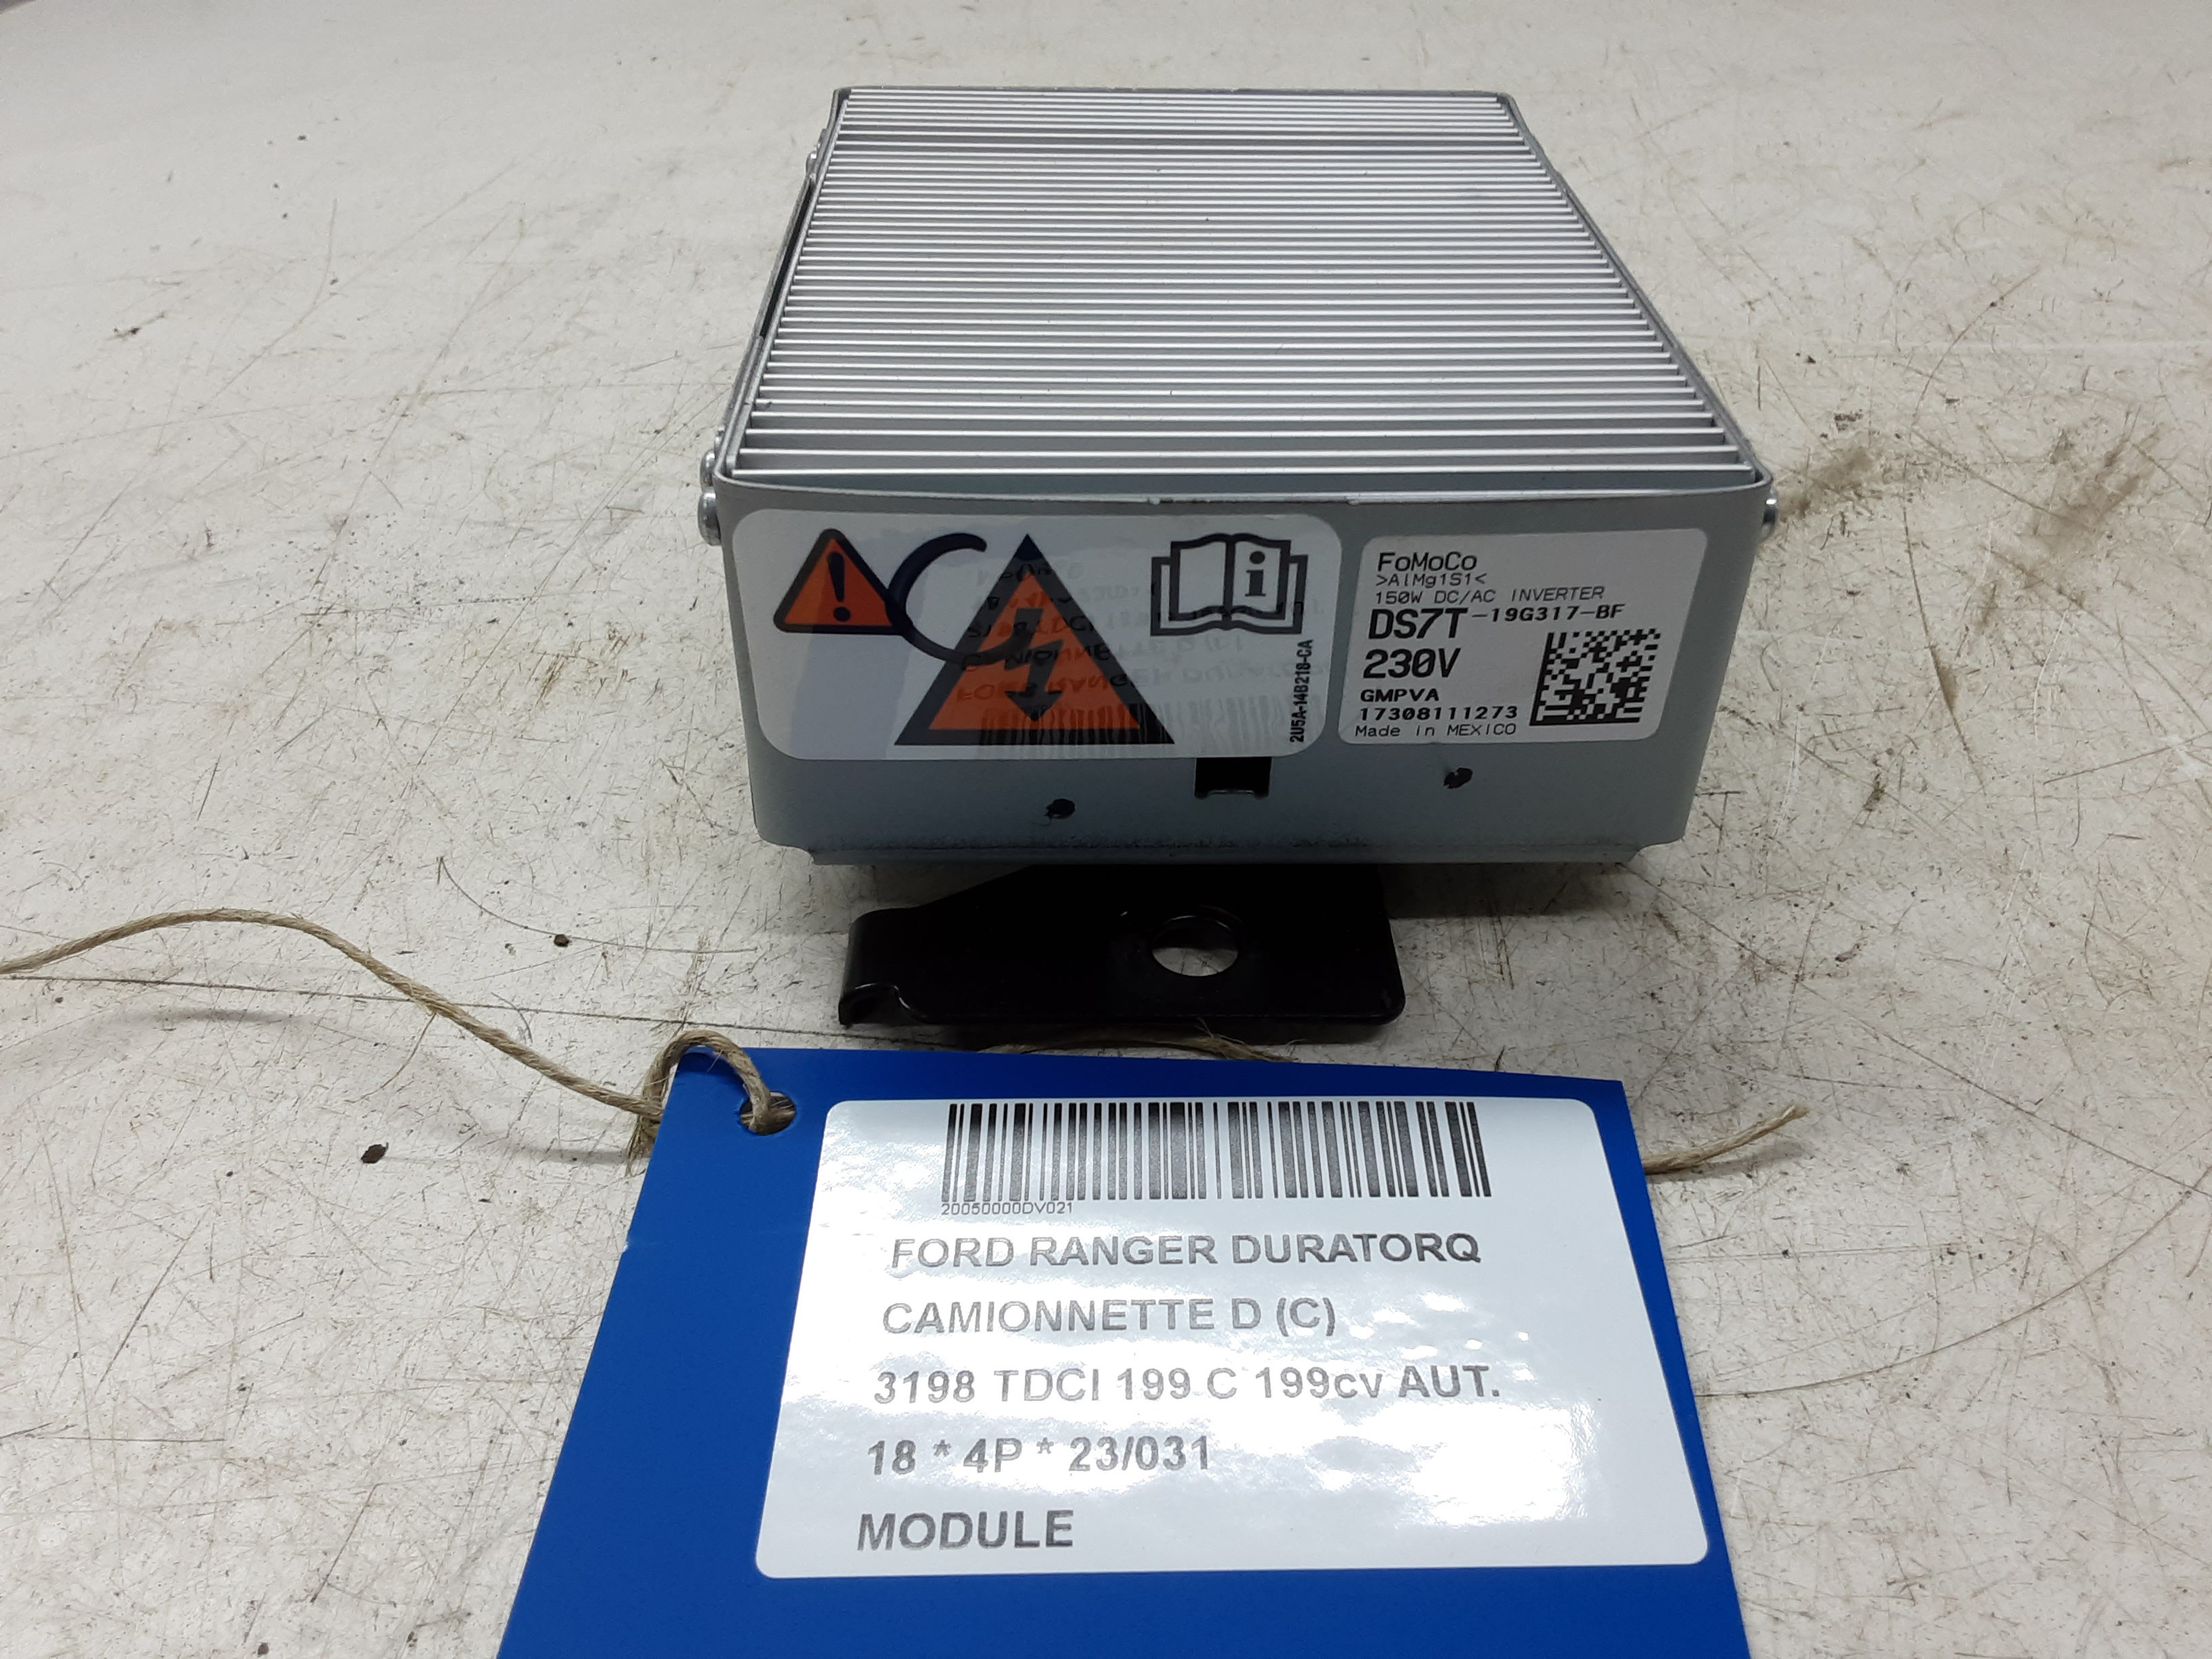 FoMoCo
>AlMg1S1<
150W DC/AC INVERTER
DS7T-19G317-BF
230V
GMPVA
17308111273
Made in MEXICO
2U5A-14B218-CA
20050000DV021
FORD RANGER DURATORQ
CAMIONNETTE D (C)
3198 TDCI 199 C 199cv AUT.
18 * 4P * 23/031
MODULE